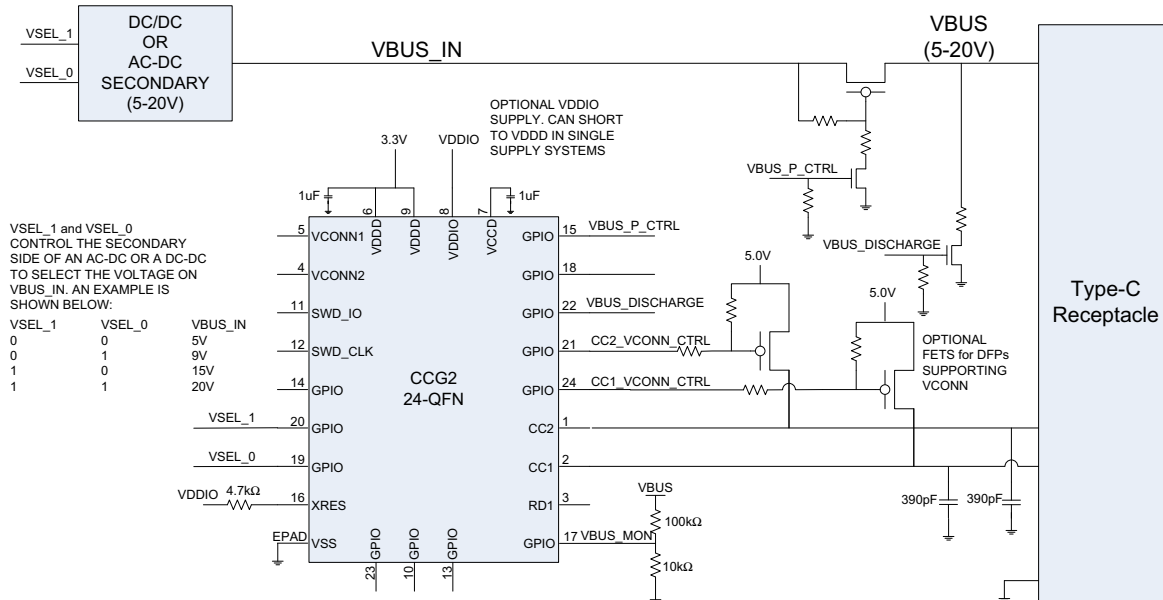 VSEL_1
VSEL_0
DC/DC
OR
AC-DC
SECONDARY
(5-20V)
VBUS_IN
VBUS
(5-20V)
OPTIONAL VDDIO
SUPPLY. CAN SHORT
TO VDDD IN SINGLE
SUPPLY SYSTEMS
3.3V
VDDIO
1uF
1uF
6
9
8
7
VDDD
VDDD
VDDIO
VCCD
VBUS_P_CTRL
VBUS_DISCHARGE
VSEL_1 and VSEL_0
CONTROL THE SECONDARY
SIDE OF AN AC-DC OR A DC-DC
TO SELECT THE VOLTAGE ON
VBUS_IN. AN EXAMPLE IS
SHOWN BELOW:
VSEL_1 VSEL_0 VBUS_IN
0 0 5V
0 1 9V
1 0 15V
1 1 20V
5 VCONN1
4 VCONN2
11 SWD_IO
12 SWD_CLK
14 GPIO
VSEL_1 20 GPIO
VSEL_0 19 GPIO
VDDIO 4.7kΩ 16 XRES
EPAD VSS
CCG2
24-QFN
GPIO 15 VBUS_P_CTRL
GPIO 18
GPIO 22 VBUS_DISCHARGE
GPIO 21 CC2_VCONN_CTRL
GPIO 24 CC1_VCONN_CTRL
CC2 1
CC1 2
RD1 3
GPIO 17 VBUS_MON
GPIO
GPIO
GPIO
23
10
13
5.0V
5.0V
OPTIONAL
FETS for DFPs
SUPPORTING
VCONN
VBUS
100kΩ
10kΩ
390pF
390pF
Type-C
Receptacle